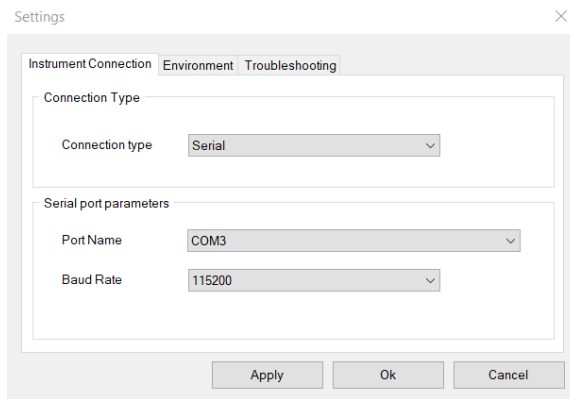 Settings
Instrument Connection Environment Troubleshooting
Connection Type
Connection type Serial
Serial port parameters
Port Name COM3
Baud Rate 115200
Apply Ok Cancel